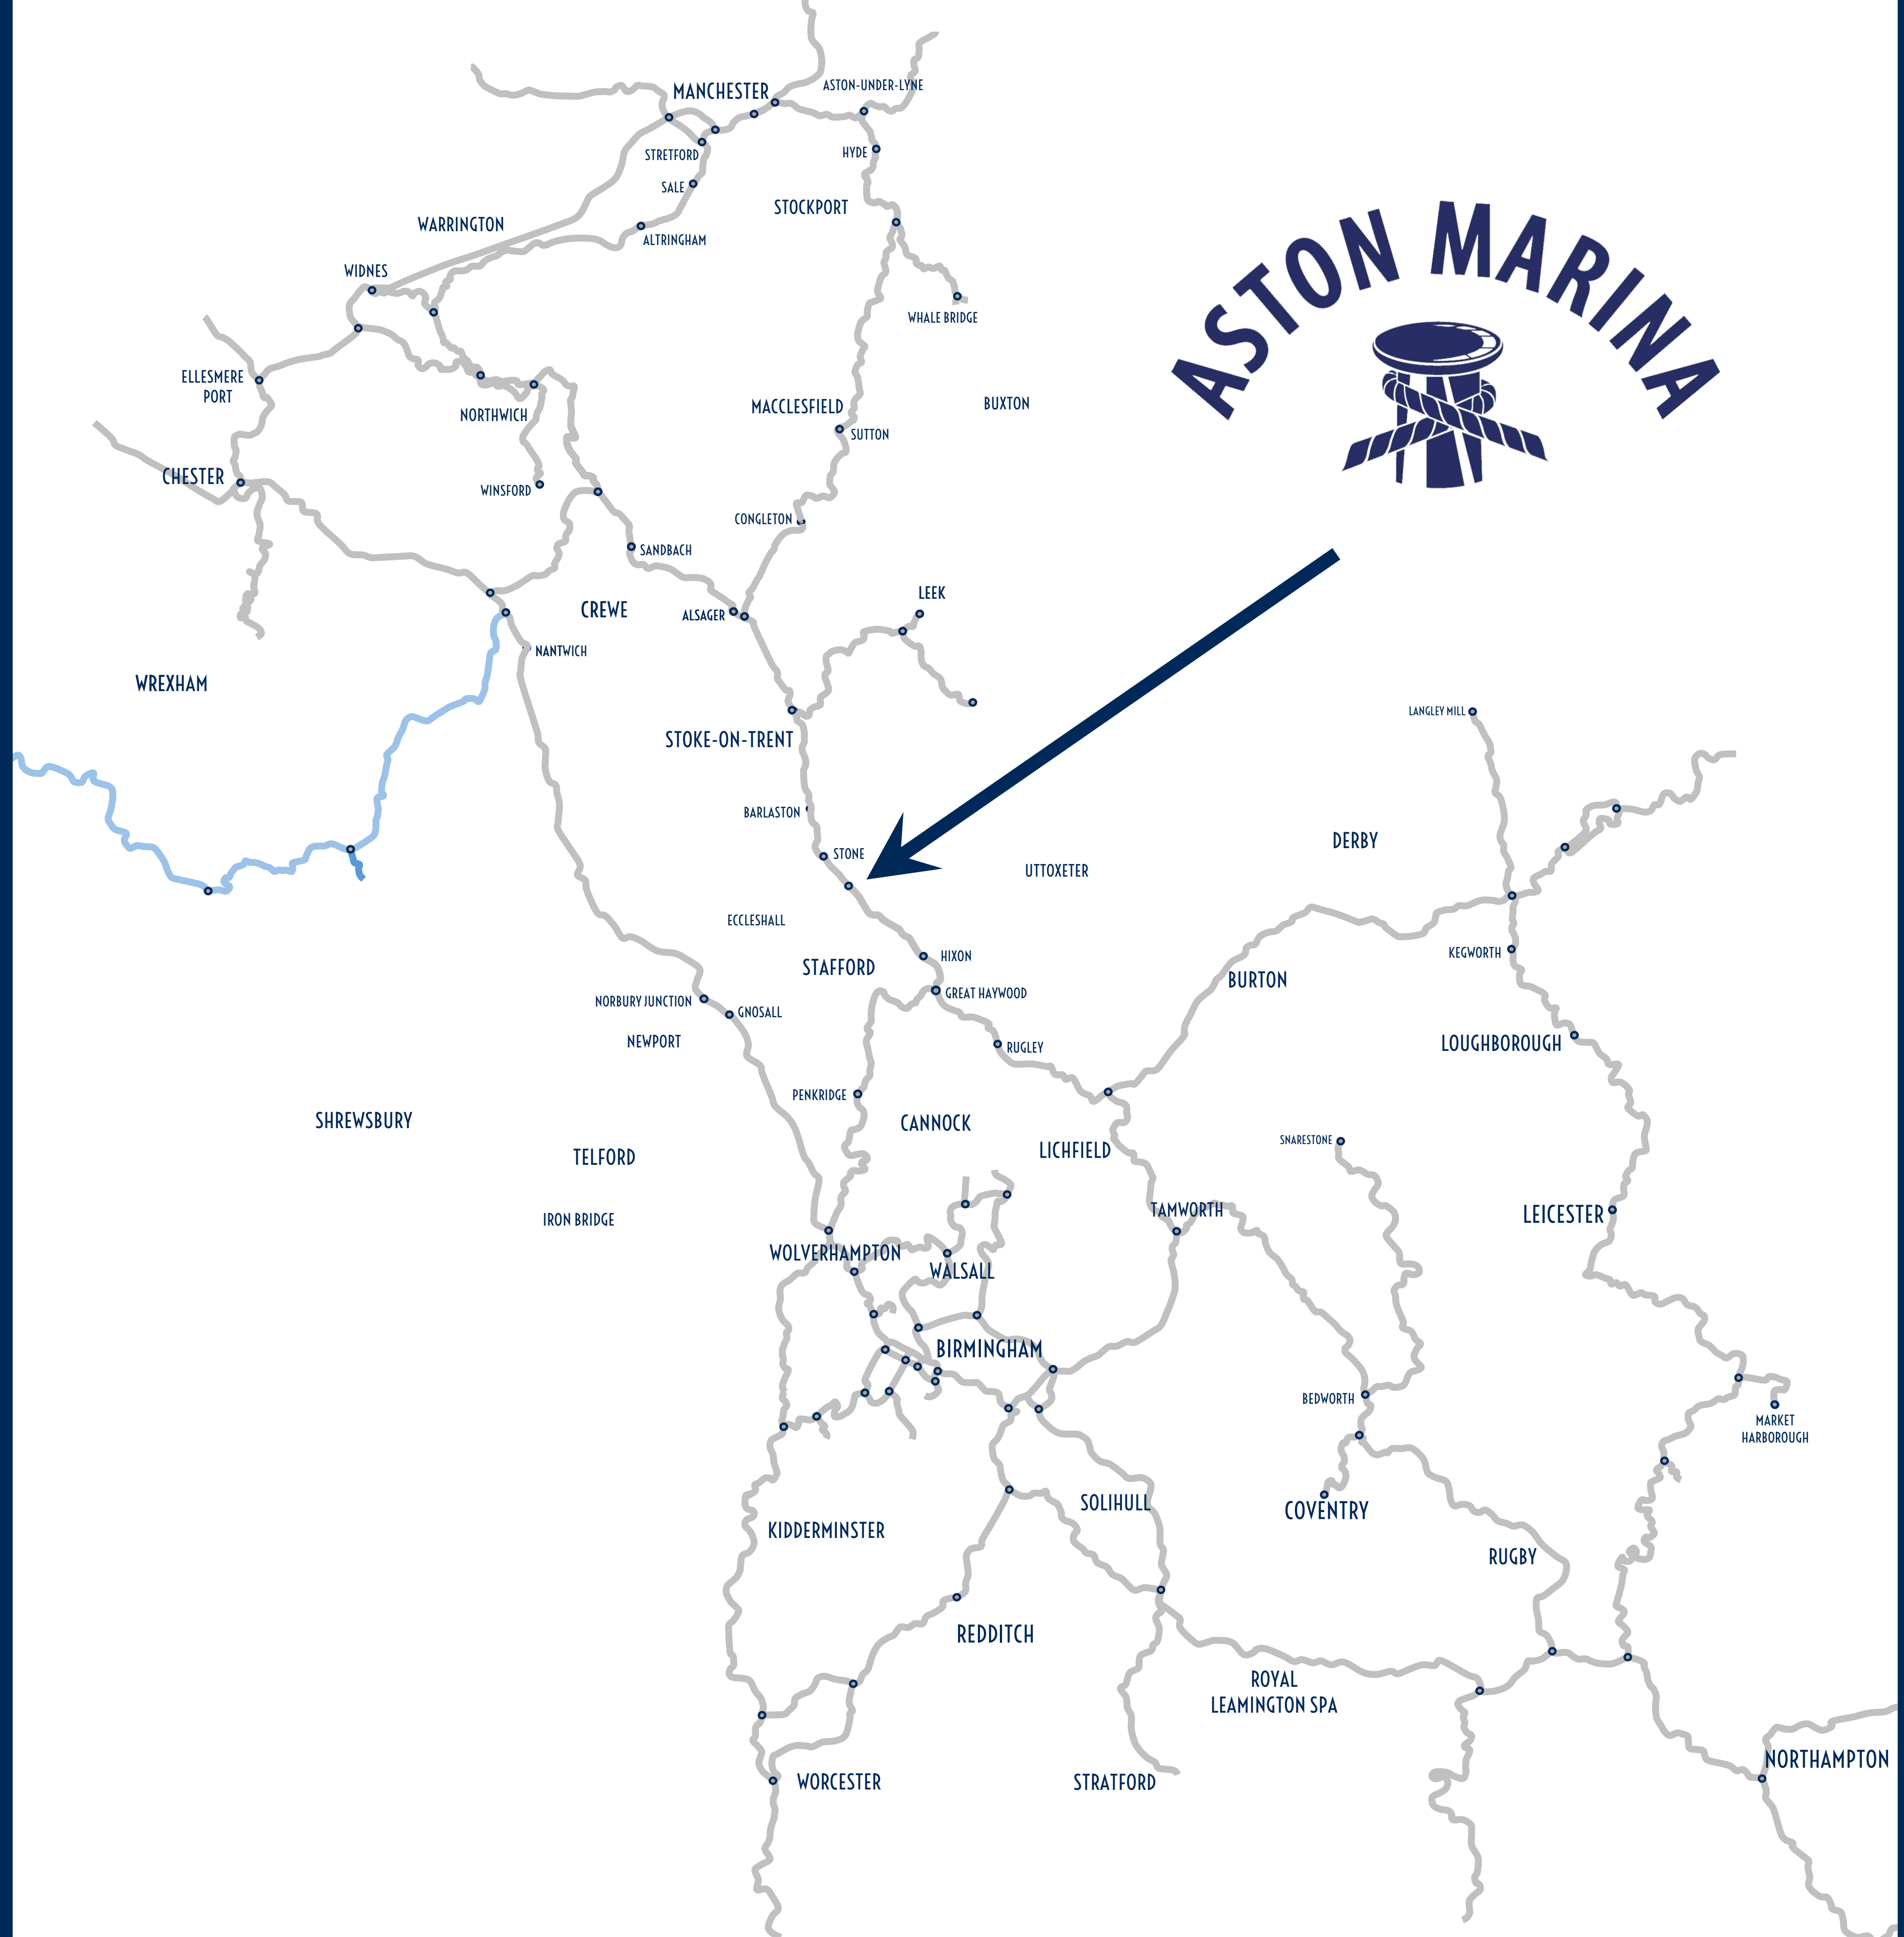 MANCHESTER
ASTON-UNDER-LYNE
STRETFORD
HYDE
SALE
STOCKPORT
WARRINGTON
ALTRINGHAM
WIDNES
WHALE BRIDGE
ASTON MARINA
ELLESMERE
PORT
NORTHWICH
MACCLESFIELD
BUXTON
SUTTON
CHESTER
WINSFORD
CONGLETON
SANDBACH
LEEK
CREWE
ALSAGER
NANTWICH
WREXHAM
LANGLEY MILL
STOKE-ON-TRENT
BARLASTON
DERBY
STONE
UTTOXETER
ECCLESHALL
KEGWORTH
HIXON
STAFFORD
BURTON
GREAT HAYWOOD
NORBURY JUNCTION
GNOSALL
NEWPORT
RUGLEY
LOUGHBOROUGH
PENKRIDGE
SHREWSBURY
CANNOCK
SNARESTONE
LICHFIELD
TELFORD
TAMWORTH
LEICESTER
IRON BRIDGE
WOLVERHAMPTON
WALSALL
BIRMINGHAM
BEDWORTH
MARKET
HARBOROUGH
SOLIHULL
COVENTRY
KIDDERMINSTER
RUGBY
REDDITCH
ROYAL
LEAMINGTON SPA
NORTHAMPTON
WORCESTER
STRATFORD